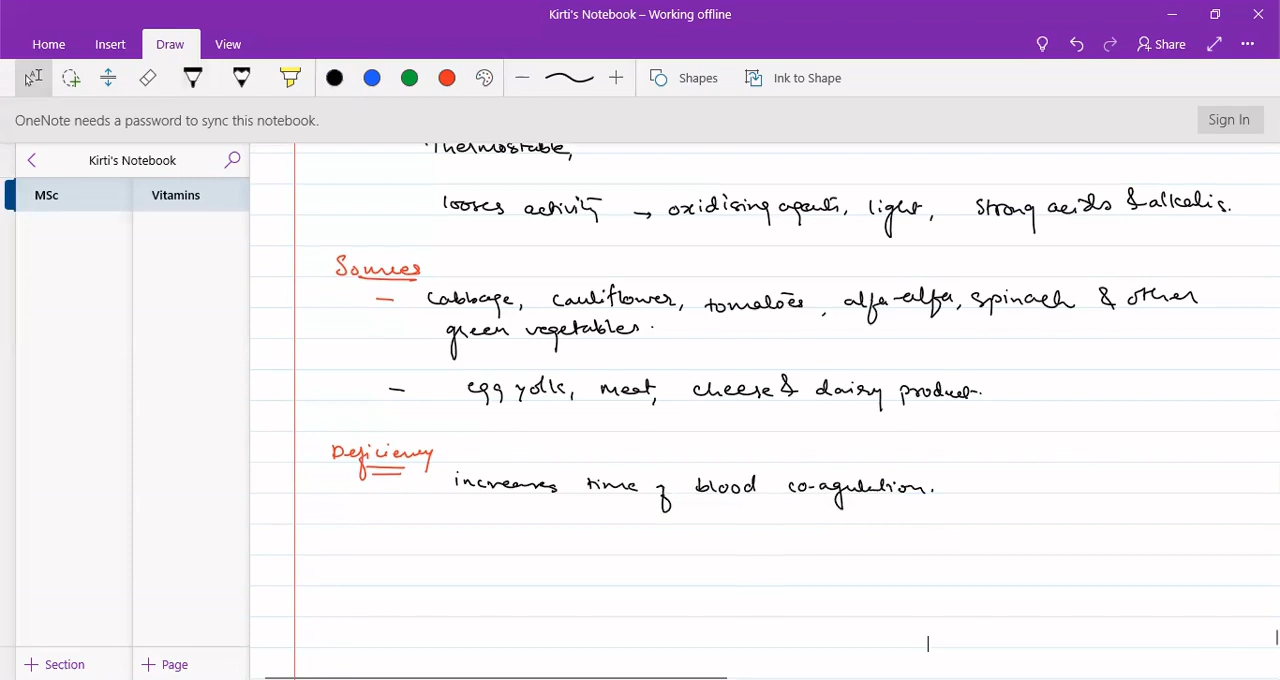 Kirti's Notebook – Working offline
Home Insert Draw View Share
Shapes Ink to Shape
OneNote needs a password to sync this notebook. Sign In
Kirti's Notebook
MSc Vitamins
Thermostable,
looses activity → oxidising agents, light, strong acids & alkalis.
Sources
– cabbage, cauliflower, tomatoes, alfa-alfa, spinach & other
green vegetables.
– egg yolk, meat, cheese & dairy product.
Deficiency
increases time of blood co-agulation.
+ Section + Page